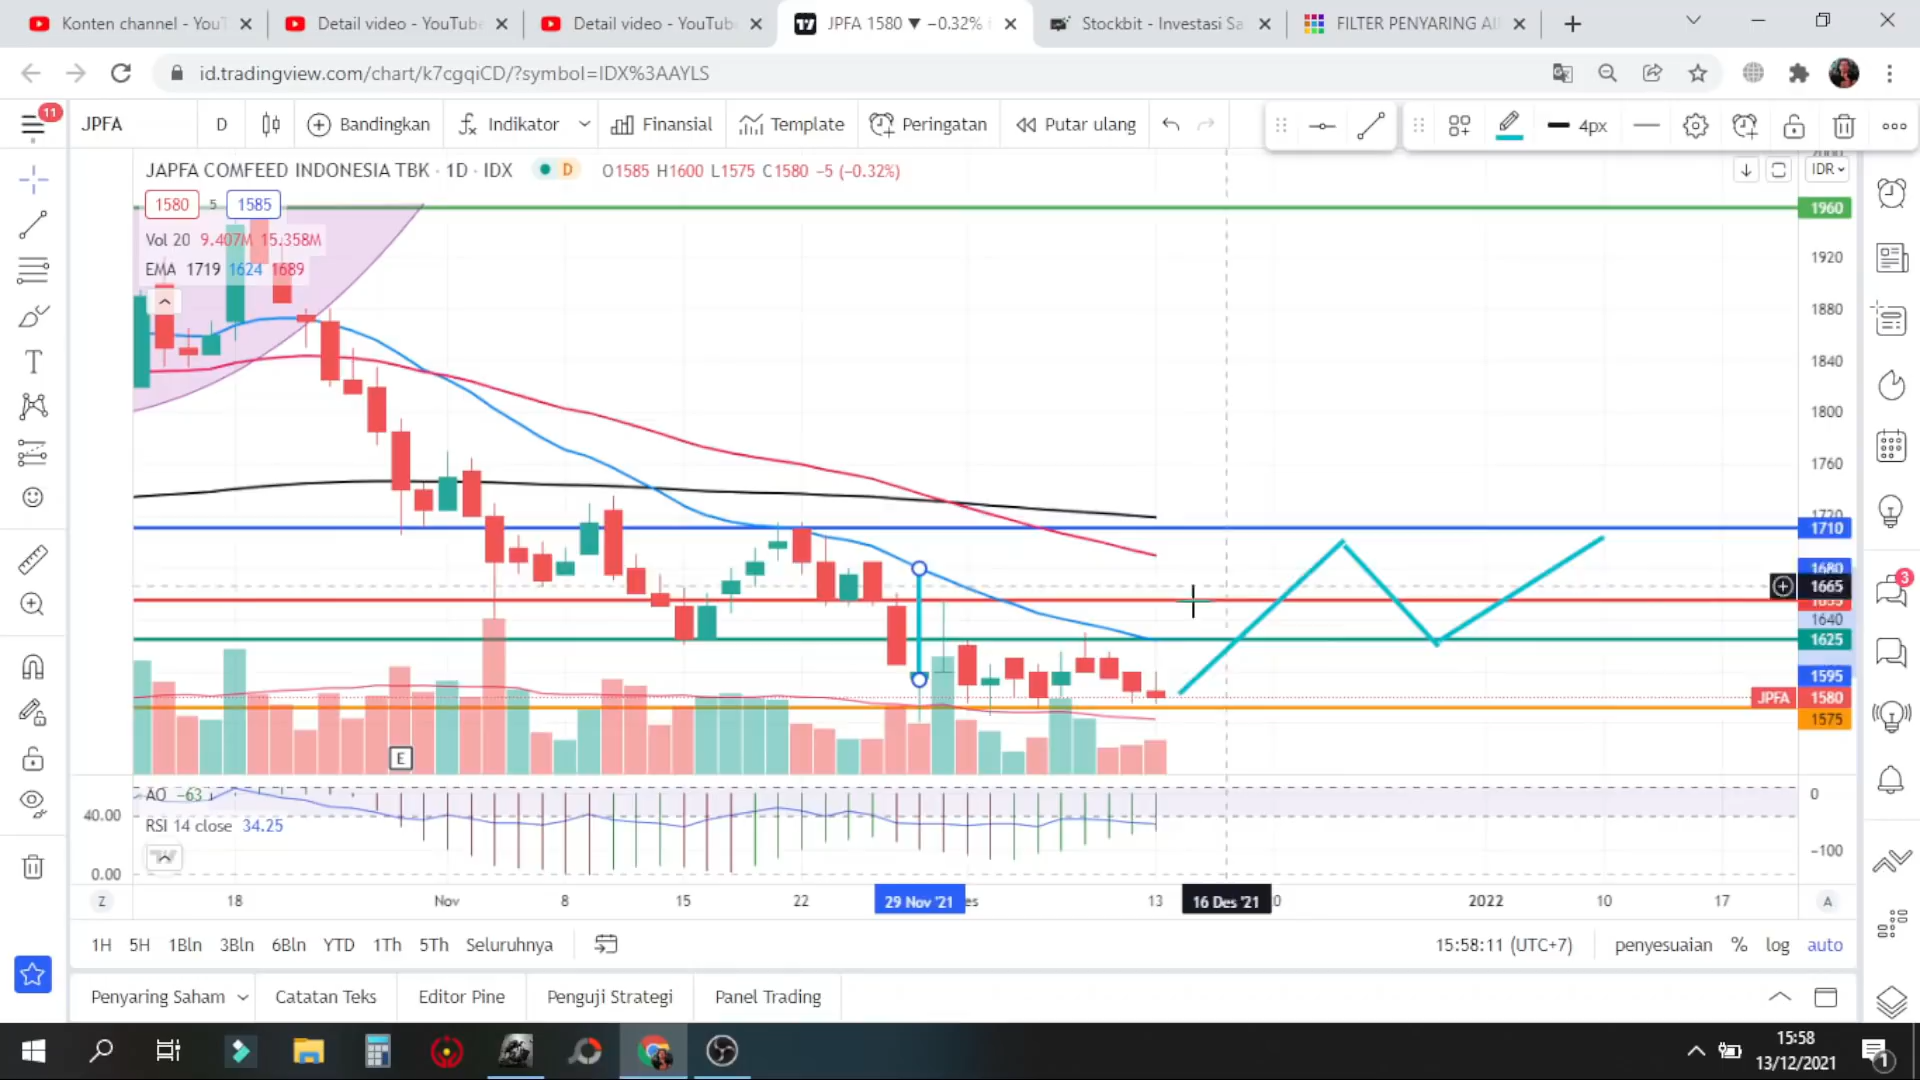 Konten channel - YouT
Detail video - YouTube
Detail video - YouTub
JPFA 1580 ▼ −0.32%
Stockbit - Investasi Sa
FILTER PENYARING AI
id.tradingview.com/chart/k7cgqiCD/?symbol=IDX%3AAYLS
11
JPFA
D
Bandingkan
Indikator
Finansial
Template
Peringatan
Putar ulang
4px
JAPFA COMFEED INDONESIA TBK · 1D · IDX
D
O1585 H1600 L1575 C1580 −5 (−0.32%)
IDR
1580
5
1585
Vol 20 9.407M 15.358M
EMA 1719 1624 1689
1960
1920
1880
1840
1800
1760
1720
1710
1680
1665
1640
1625
1595
JPFA 1580
1575
3
E
AO −63
RSI 14 close 34.25
40.00
0.00
0
−100
Z
18
Nov
8
15
22
29 Nov '21
es
13
16 Des '21
0
2022
10
17
A
1H
5H
1Bln
3Bln
6Bln
YTD
1Th
5Th
Seluruhnya
15:58:11 (UTC+7)
penyesuaian
%
log
auto
Penyaring Saham
Catatan Teks
Editor Pine
Penguji Strategi
Panel Trading
15:58
13/12/2021
1